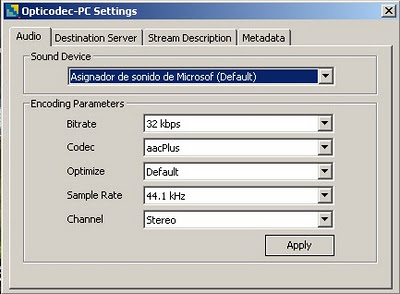 Opticodec-PC Settings
Audio Destination Server Stream Description Metadata
Sound Device
Asignador de sonido de Microsof (Default)
Encoding Parameters
Bitrate 32 kbps
Codec aacPlus
Optimize Default
Sample Rate 44.1 kHz
Channel Stereo
Apply